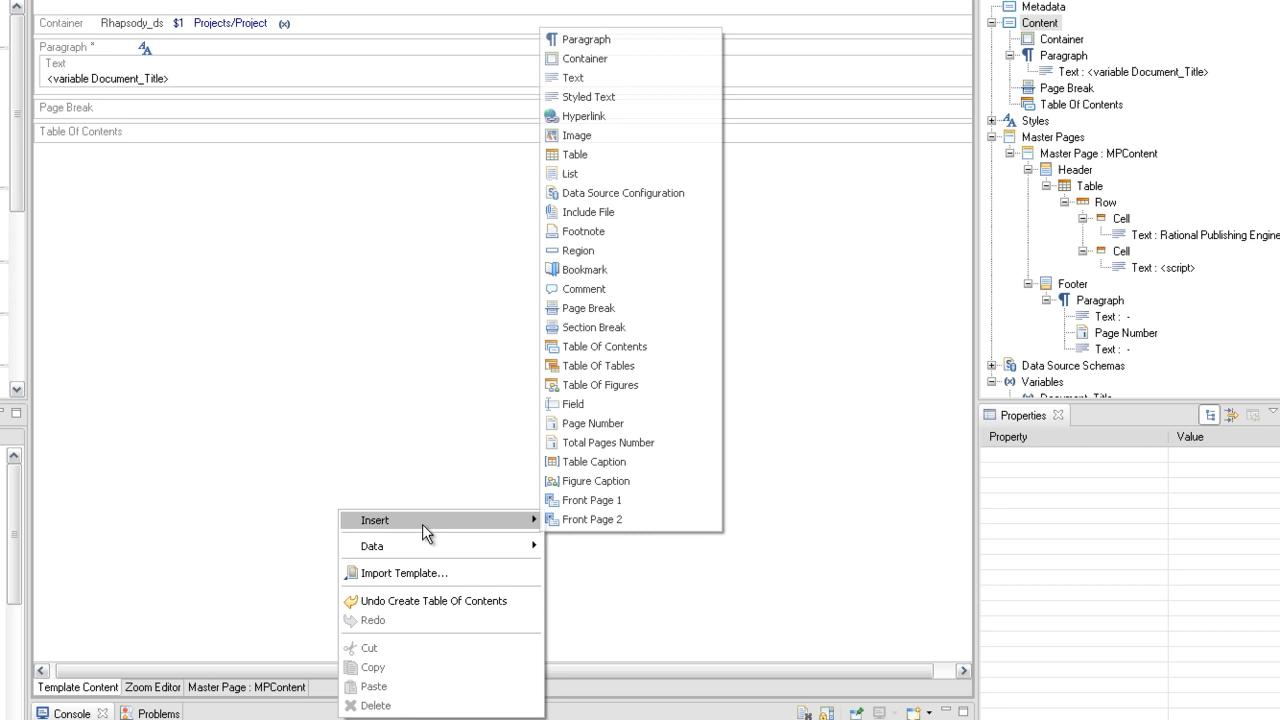 Container Rhapsody_ds $1 Projects/Project (x)
Paragraph *
Text
<variable Document_Title>
Page Break
Table Of Contents
Paragraph
Container
Text
Styled Text
Hyperlink
Image
Table
List
Data Source Configuration
Include File
Footnote
Region
Bookmark
Comment
Page Break
Section Break
Table Of Contents
Table Of Tables
Table Of Figures
Field
Page Number
Total Pages Number
Table Caption
Figure Caption
Front Page 1
Front Page 2
Insert
Data
Import Template...
Undo Create Table Of Contents
Redo
Cut
Copy
Paste
Delete
Template Content Zoom Editor Master Page : MPContent
Console Problems
Metadata
Content
Container
Paragraph
Text : <variable Document_Title>
Page Break
Table Of Contents
Styles
Master Pages
Master Page : MPContent
Header
Table
Row
Cell
Text : Rational Publishing Engine
Cell
Text : <script>
Footer
Paragraph
Text : -
Page Number
Text : -
Data Source Schemas
(x) Variables
Document_Title
Properties
Property Value